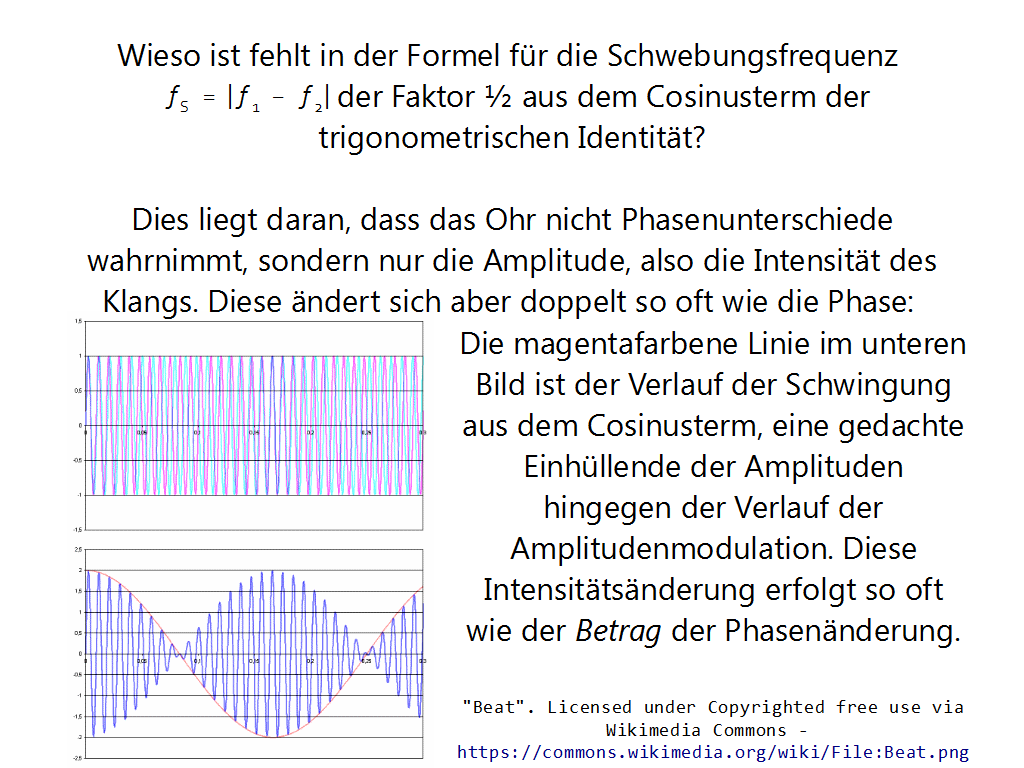 Wieso ist fehlt in der Formel für die Schwebungsfrequenz
fS = |f1 − f2| der Faktor ½ aus dem Cosinusterm der
trigonometrischen Identität?
Dies liegt daran, dass das Ohr nicht Phasenunterschiede
wahrnimmt, sondern nur die Amplitude, also die Intensität des
Klangs. Diese ändert sich aber doppelt so oft wie die Phase:
Die magentafarbene Linie im unteren
Bild ist der Verlauf der Schwingung
aus dem Cosinusterm, eine gedachte
Einhüllende der Amplituden
hingegen der Verlauf der
Amplitudenmodulation. Diese
Intensitätsänderung erfolgt so oft
wie der Betrag der Phasenänderung.
1,5
1
0,5
0
0 0,05 0,1 0,15 0,2 0,25
-0,5
-1
-1,5
2,5
2
1,5
1
0,5
0
0 0,05 0,1 0,15 0,2 0,25 0,3
-0,5
-1
-1,5
-2
-2,5
"Beat". Licensed under Copyrighted free use via
Wikimedia Commons -
https://commons.wikimedia.org/wiki/File:Beat.png